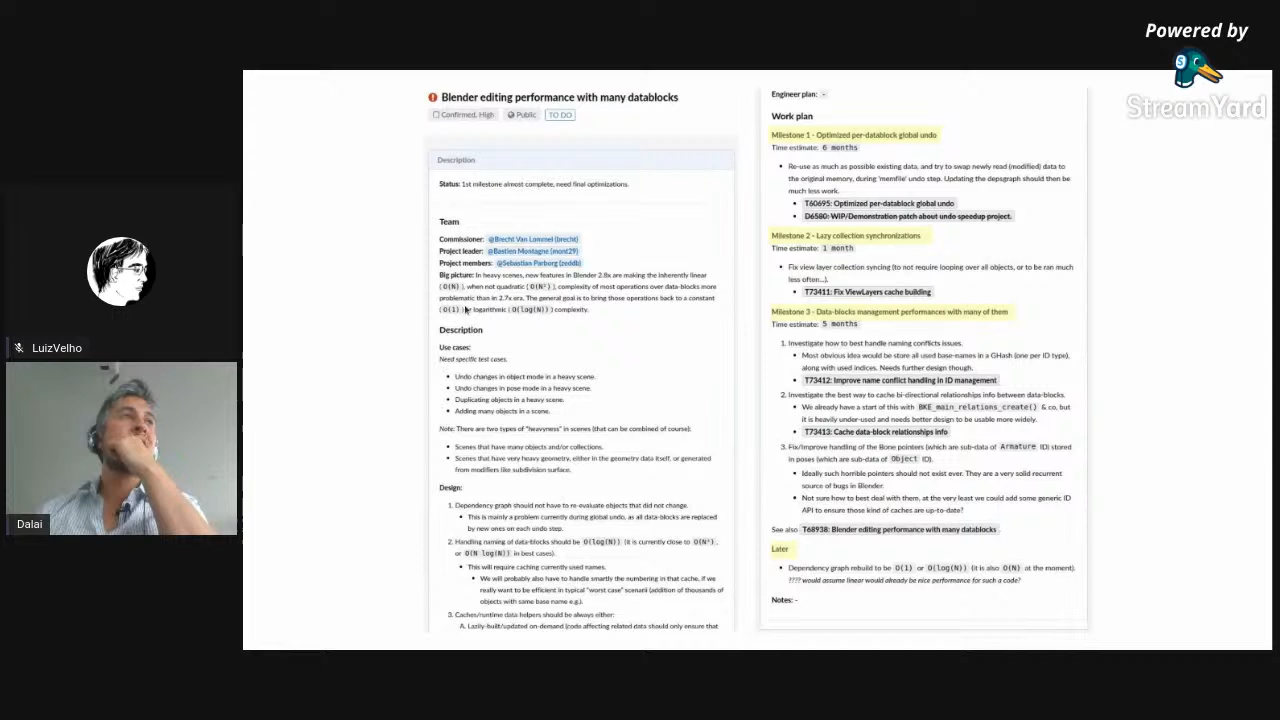 Powered by
StreamYard
LuizVelho
Dalai
Blender editing performance with many datablocks
Confirmed, High
Public
TO DO
Description
Status: 1st milestone almost complete, need final optimizations.
Team
Commissioner: @Brecht Van Lommel (brecht)
Project leader: @Bastien Montagne (mont29)
Project members: @Sebastian Parborg (zeddb)
Big picture: In heavy scenes, new features in Blender 2.8x are making the inherently linear
(O(N)), when not quadratic (O(N²), complexity of most operations over data-blocks more
problematic than in 2.7x era. The general goal is to bring those operations back to a constant
(O(1)) or logarithmic (O(log(N))) complexity.
Description
Use cases:
Need specific test cases.
• Undo changes in object mode in a heavy scene.
• Undo changes in pose mode in a heavy scene.
• Duplicating objects in a heavy scene.
• Adding many objects in a scene.
Note: There are two types of "heavyness" in scenes (that can be combined of course):
• Scenes that have many objects and/or collections.
• Scenes that have very heavy geometry, either in the geometry data itself, or generated
from modifiers like subdivision surface.
Design:
1. Dependency graph should not have to re-evaluate objects that did not change.
• This is mainly a problem currently during global undo, as all data-blocks are replaced
by new ones on each undo step.
2. Handling naming of data-blocks should be O(log(N)) (it is currently close to O(N²),
or O(N log(N)) in best cases).
• This will require caching currently used names.
• We will probably also have to handle smartly the numbering in that cache, if we
really want to be efficient in typical "worst case" scenarii (addition of thousands of
objects with same base name e.g.).
3. Caches/runtime data helpers should be always either:
A. Lazily-built/updated on-demand (code affecting related data should only ensure that
Engineer plan: -
Work plan
Milestone 1 - Optimized per-datablock global undo
Time estimate: 6 months
• Re-use as much as possible existing data, and try to swap newly read (modified) data to
the original memory, during 'memfile' undo step. Updating the depsgraph should then be
much less work.
• T60695: Optimized per-datablock global undo
• D6580: WIP/Demonstration patch about undo speedup project.
Milestone 2 - Lazy collection synchronizations
Time estimate: 1 month
• Fix view layer collection syncing (to not require looping over all objects, or to be ran much
less often...).
• T73411: Fix ViewLayers cache building
Milestone 3 - Data-blocks management performances with many of them
Time estimate: 5 months
1. Investigate how to best handle naming conflicts issues.
• Most obvious idea would be store all used base-names in a GHash (one per ID type),
along with used indices. Needs further design though.
• T73412: Improve name conflict handling in ID management
2. Investigate the best way to cache bi-directional relationships info between data-blocks.
• We already have a start of this with BKE_main_relations_create() & co, but
it is heavily under-used and needs better design to be usable more widely.
• T73413: Cache data-block relationships info
3. Fix/Improve handling of the Bone pointers (which are sub-data of Armature ID) stored
in poses (which are sub-data of Object ID).
• Ideally such horrible pointers should not exist ever. They are a very solid recurrent
source of bugs in Blender.
• Not sure how to best deal with them, at the very least we could add some generic ID
API to ensure those kind of caches are up-to-date?
See also T68938: Blender editing performance with many datablocks .
Later
• Dependency graph rebuild to be O(1) or O(log(N)) (it is also O(N) at the moment).
???? would assume linear would already be nice performance for such a code?
Notes: -